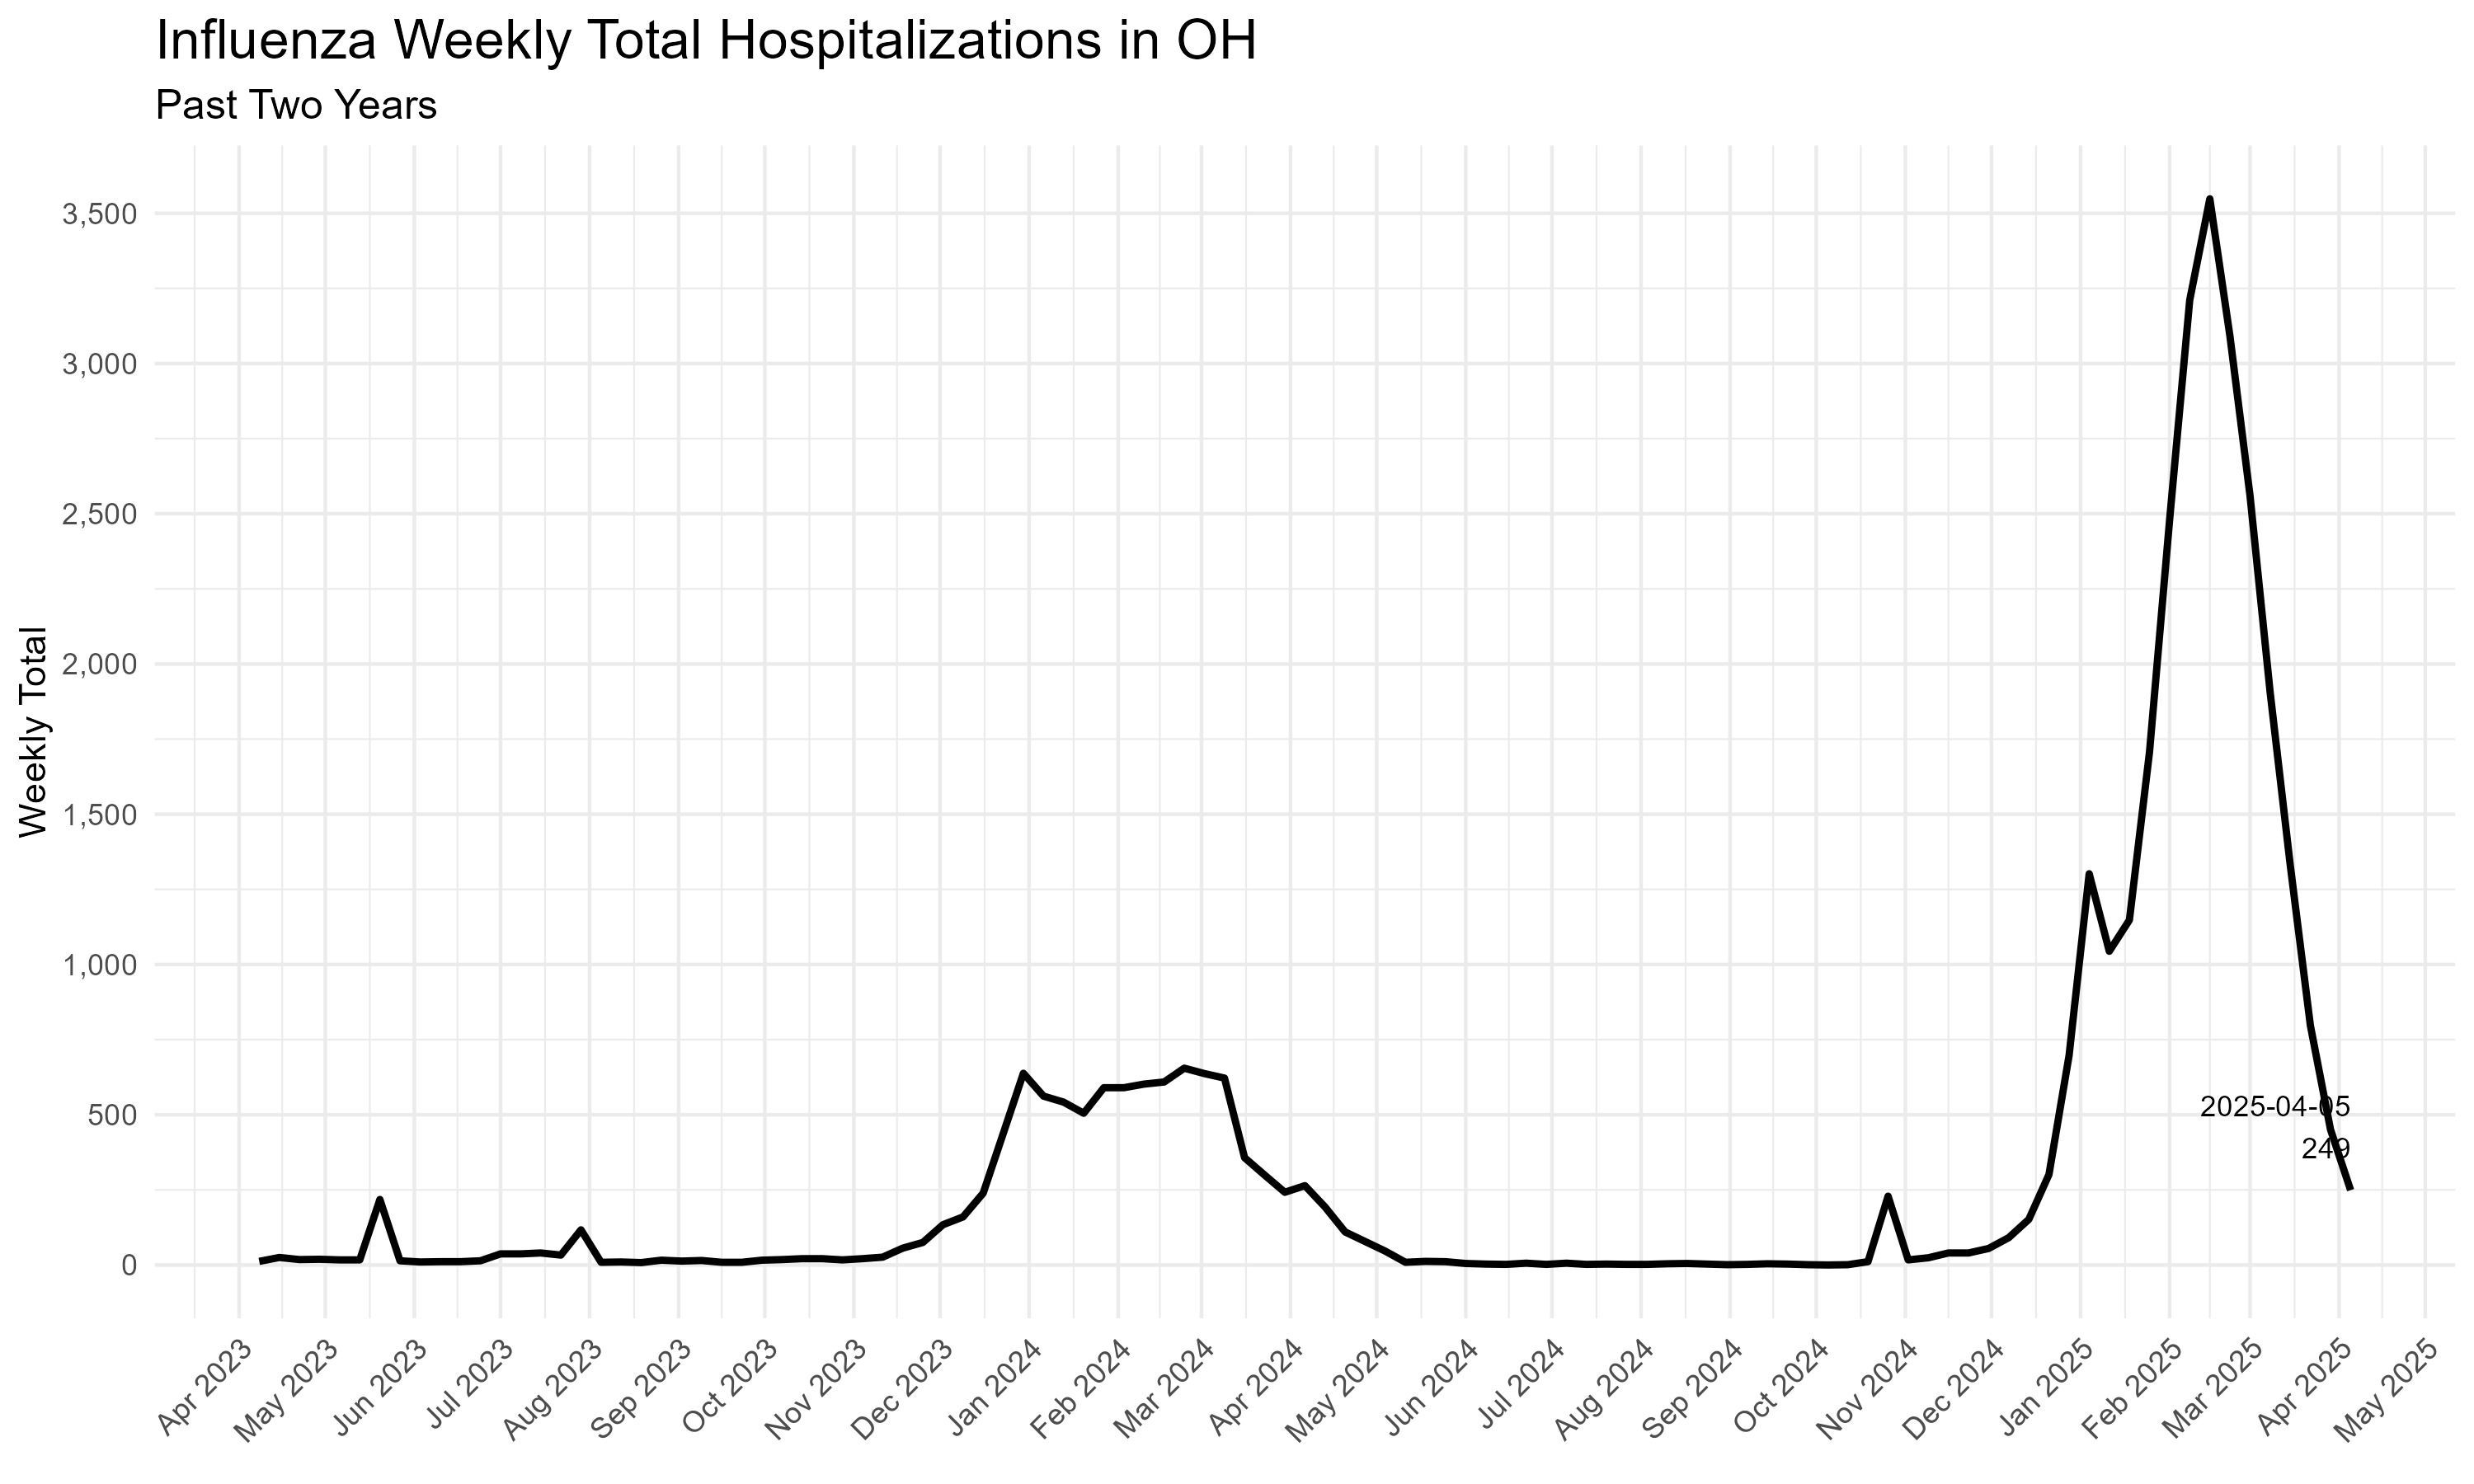 Influenza Weekly Total Hospitalizations in OH
Past Two Years
Weekly Total
3,500
3,000
2,500
2,000
1,500
1,000
500
0
2025-04-05
249
Apr 2023
May 2023
Jun 2023
Jul 2023
Aug 2023
Sep 2023
Oct 2023
Nov 2023
Dec 2023
Jan 2024
Feb 2024
Mar 2024
Apr 2024
May 2024
Jun 2024
Jul 2024
Aug 2024
Sep 2024
Oct 2024
Nov 2024
Dec 2024
Jan 2025
Feb 2025
Mar 2025
Apr 2025
May 2025